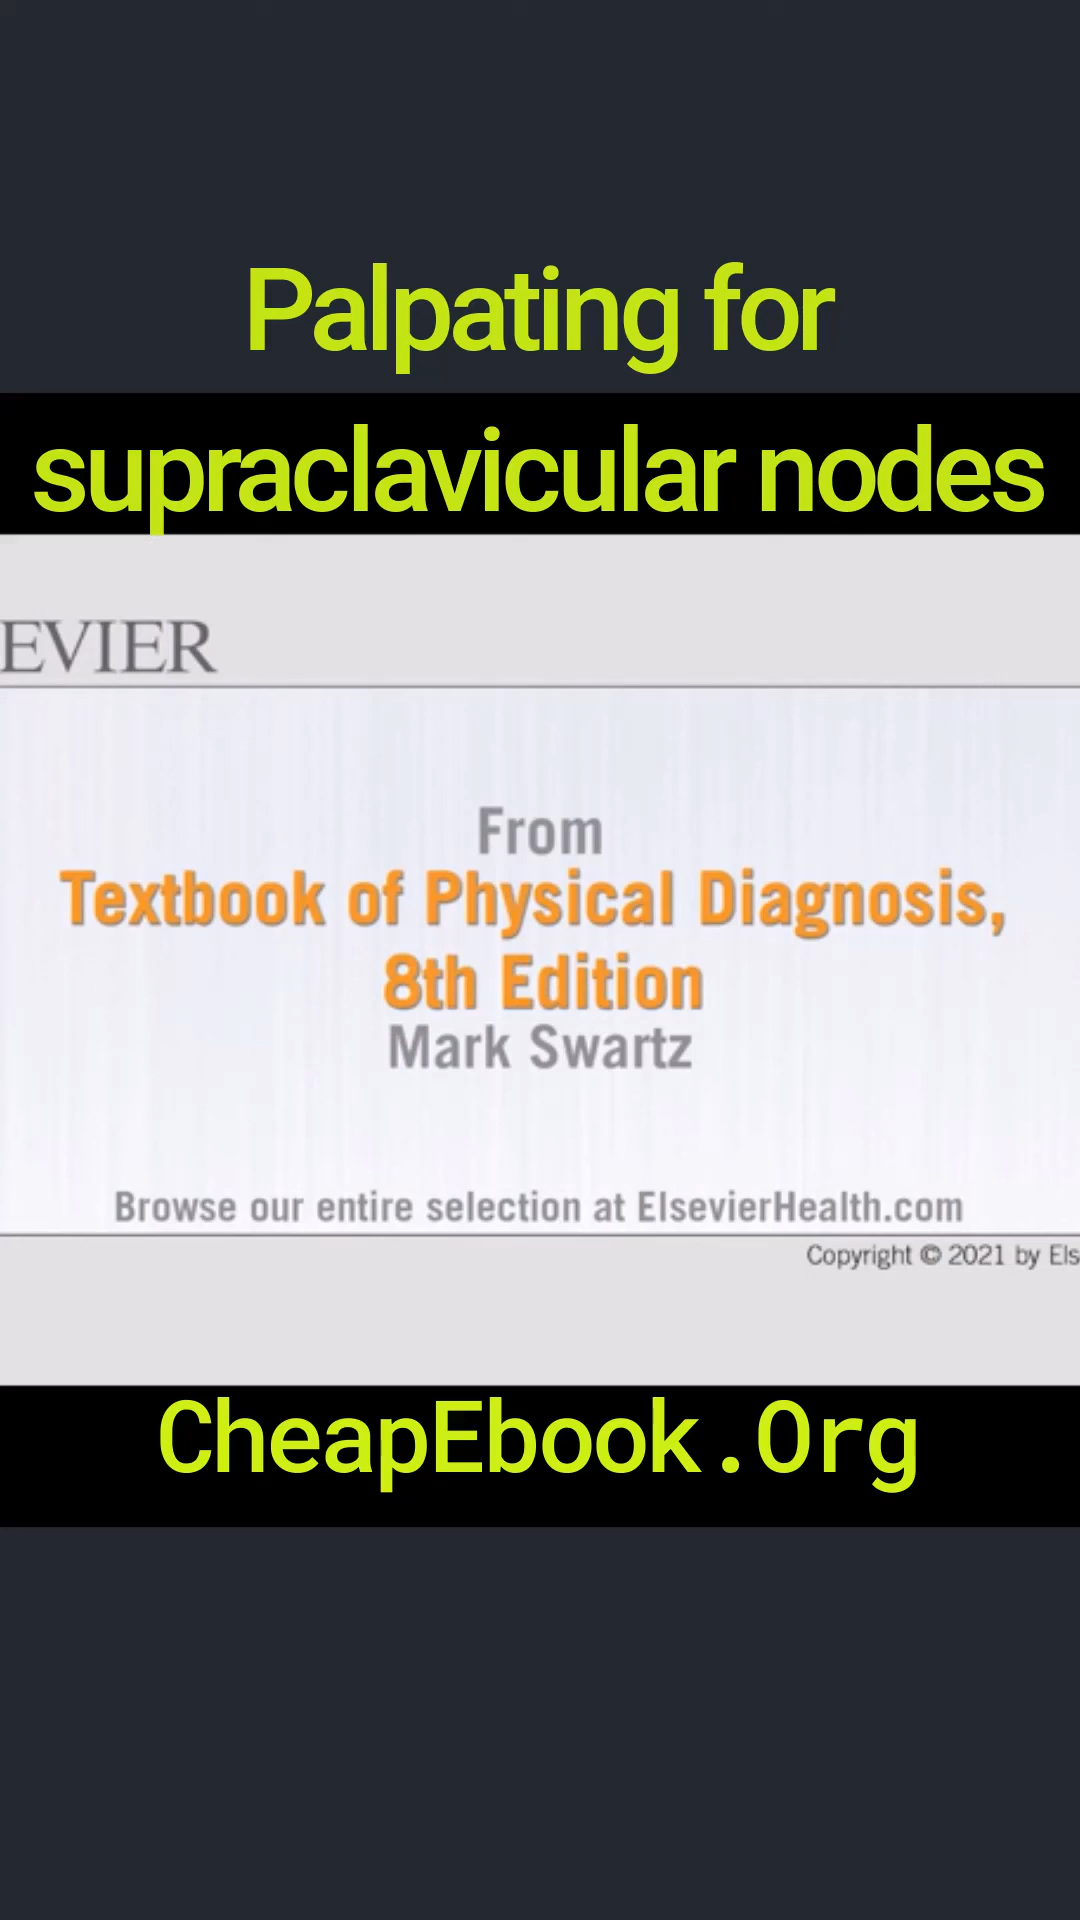 Palpating for
supraclavicular nodes
EVIER
From
Textbook of Physical Diagnosis,
8th Edition
Mark Swartz
Browse our entire selection at ElsevierHealth.com
Copyright © 2021 by Els
CheapEbook.Org